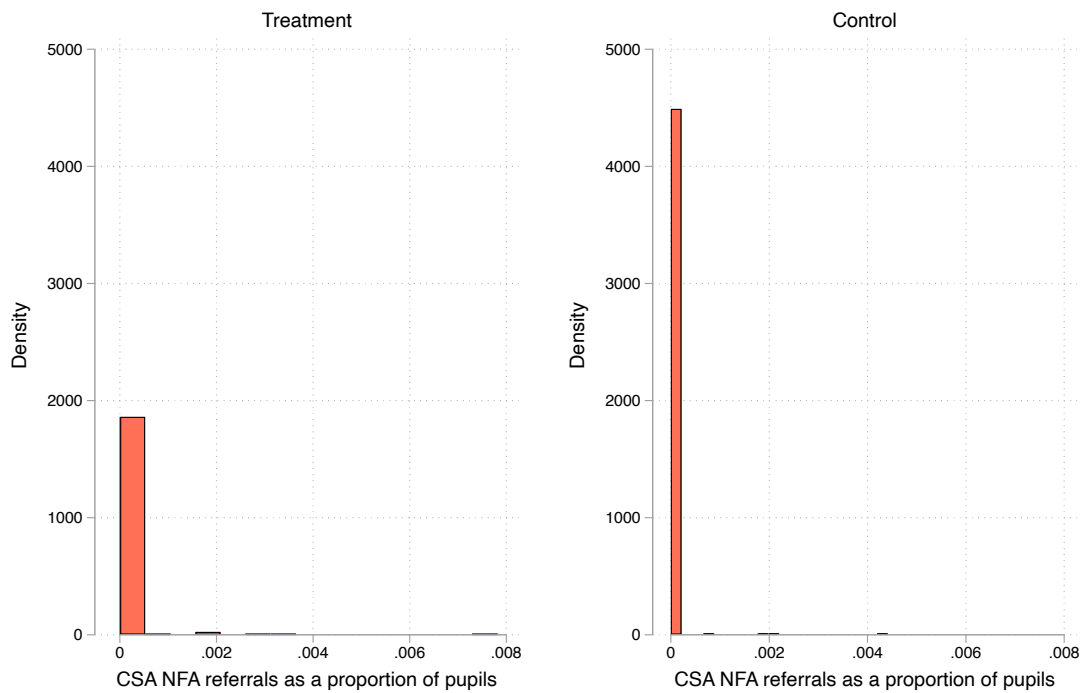 Treatment
Control
5000
4000
3000
2000
1000
0
Density
0 .002 .004 .006 .008
CSA NFA referrals as a proportion of pupils
5000
4000
3000
2000
1000
0
Density
0 .002 .004 .006 .008
CSA NFA referrals as a proportion of pupils